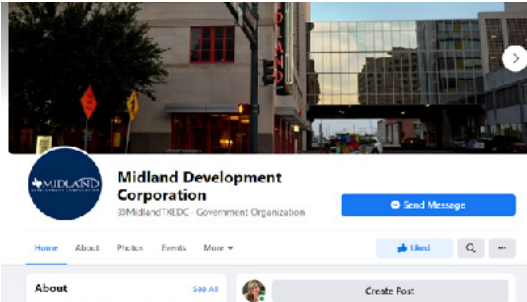 MIDLAND
Midland Development
Corporation
@MidlandTXEDC · Government Organization
Send Message
Home About Photos Events More
Liked
About See All
Create Post